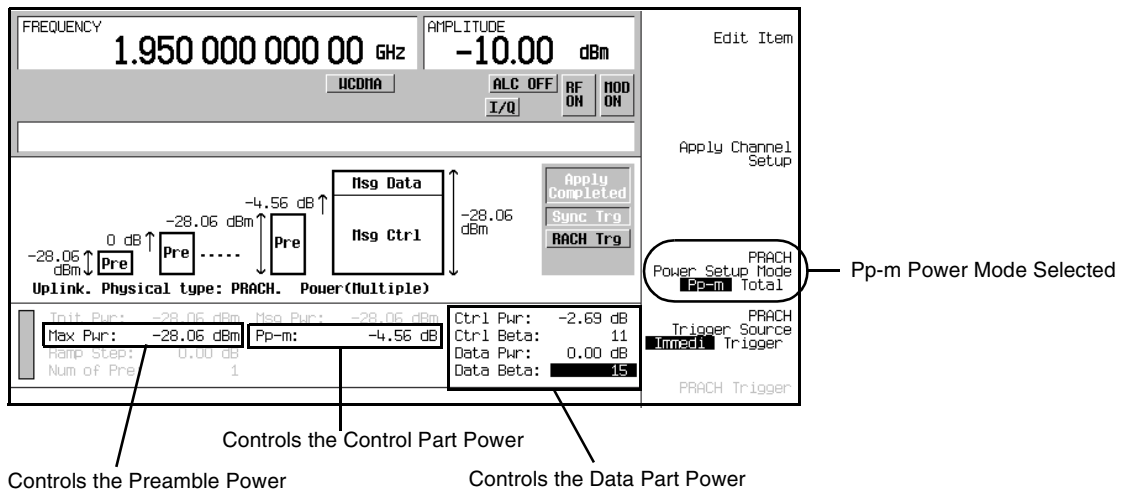 FREQUENCY
1.950 000 000 00 GHz
AMPLITUDE
-10.00 dBm
WCDMA
ALC OFF
I/Q
RF ON
MOD ON
Edit Item
Apply Channel
Setup
PRACH
Power Setup Mode
Pp-m Total
PRACH
Trigger Source
Immedi Trigger
PRACH Trigger
-28.06
dBm
Pre
0 dB
Pre
-28.06 dBm
.....
Pre
-4.56 dB
Msg Data
Msg Ctrl
-28.06
dBm
Apply
Completed
Sync Trg
RACH Trg
Uplink. Physical type: PRACH. Power(Multiple)
Init Pwr: -28.06 dBm Msg Pwr: -28.06 dBm
Max Pwr: -28.06 dBm Pp-m: -4.56 dB
Ramp Step: 0.00 dB
Num of Pre 1
Ctrl Pwr: -2.69 dB
Ctrl Beta: 11
Data Pwr: 0.00 dB
Data Beta: 15
Pp-m Power Mode Selected
Controls the Control Part Power
Controls the Preamble Power
Controls the Data Part Power